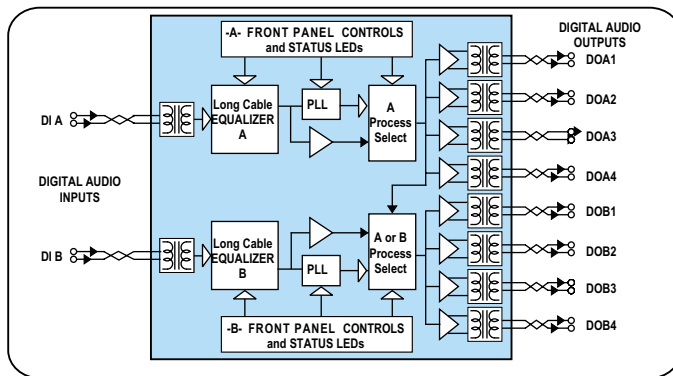 -A- FRONT PANEL CONTROLS
and STATUS LEDs
DIGITAL AUDIO
OUTPUTS
DOA1
DOA2
DOA3
DOA4
DOB1
DOB2
DOB3
DOB4
DI A
Long Cable
EQUALIZER
A
PLL
A
Process
Select
DIGITAL AUDIO
INPUTS
DI B
Long Cable
EQUALIZER
B
PLL
A or B
Process
Select
-B- FRONT PANEL CONTROLS
and STATUS LEDs